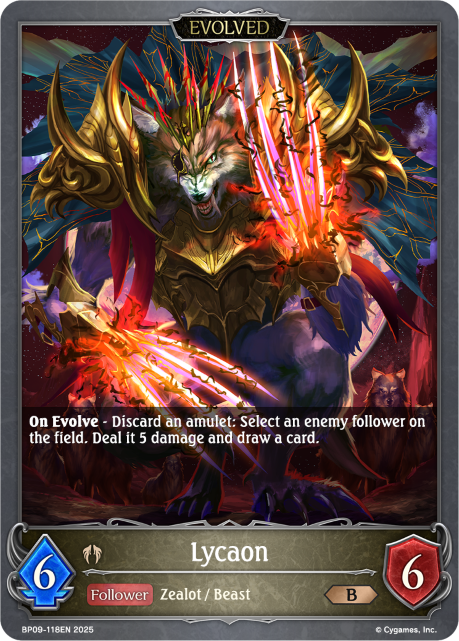 EVOLVED
On Evolve - Discard an amulet: Select an enemy follower on
the field. Deal it 5 damage and draw a card.
Lycaon
6
6
Follower
Zealot / Beast
B
BP09-118EN 2025
© Cygames, Inc.